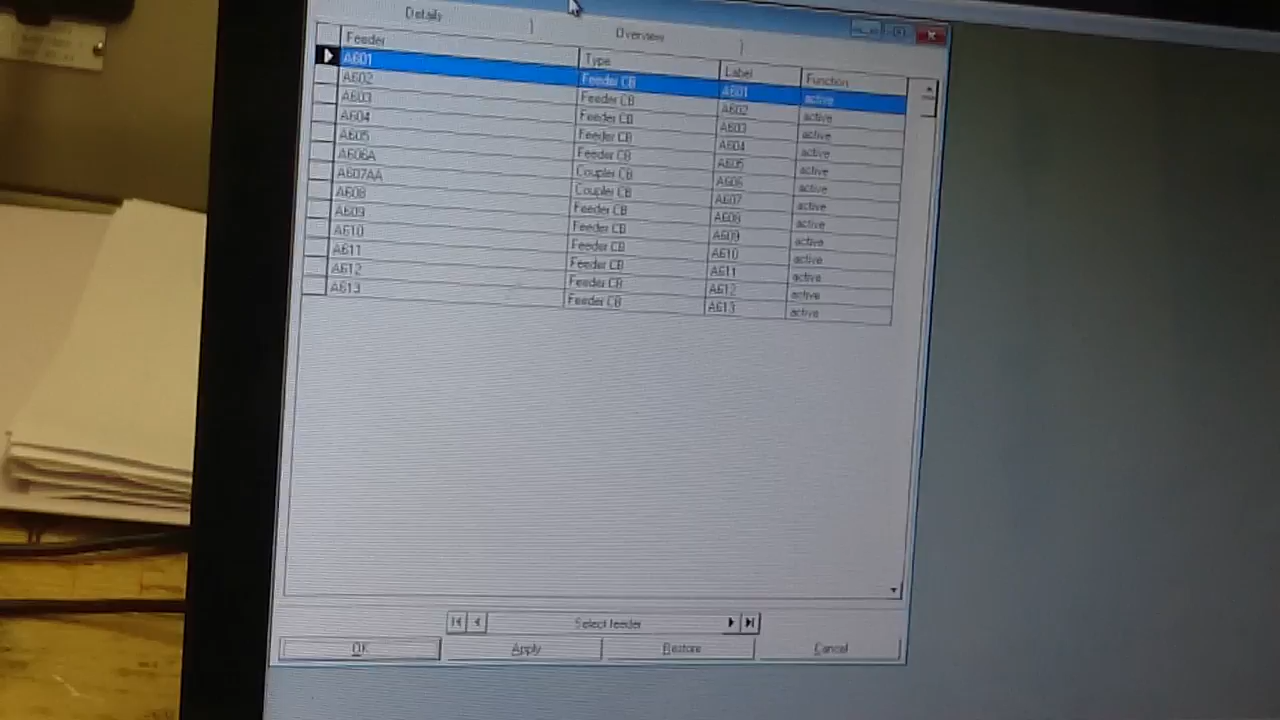 Details Overview
Feeder Type Label Function
A601 Feeder CB A601 active
A602 Feeder CB A602 active
A603 Feeder CB A603 active
A604 Feeder CB A604 active
A605 Feeder CB A605 active
A606A Coupler CB A606 active
A607AA Coupler CB A607 active
A608 Feeder CB A608 active
A609 Feeder CB A609 active
A610 Feeder CB A610 active
A611 Feeder CB A611 active
A612 Feeder CB A612 active
A613 Feeder CB A613 active
Select feeder
OK Apply Restore Cancel